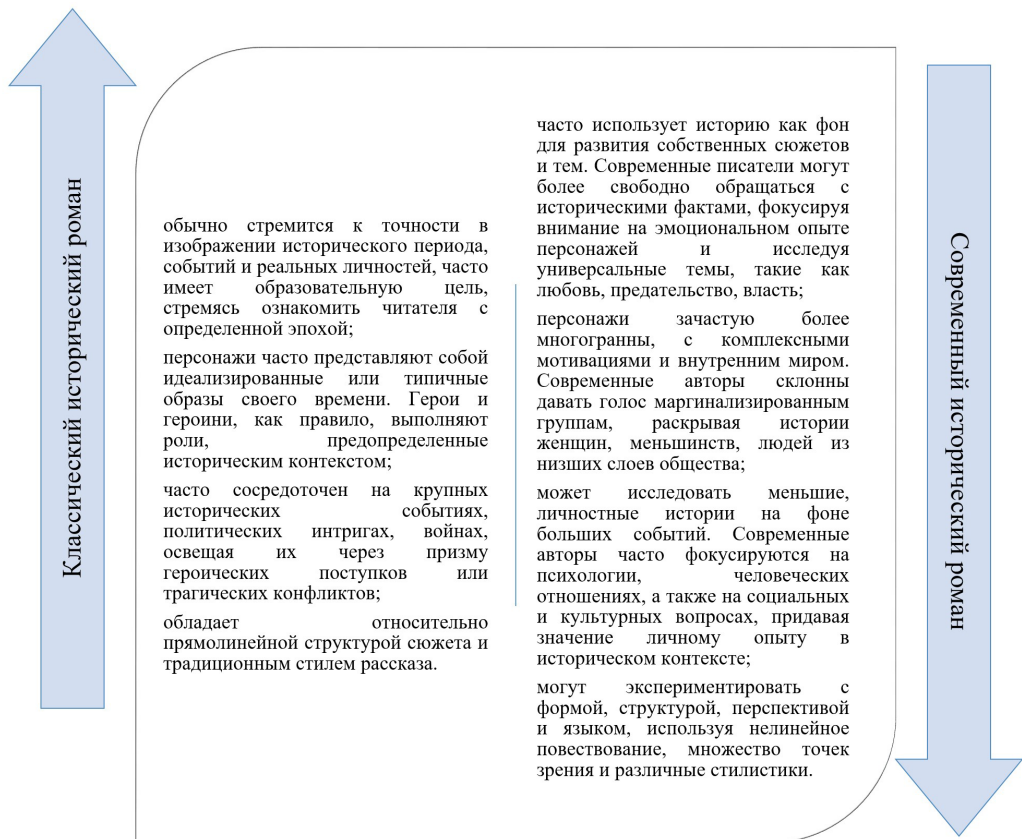 Классический исторический роман
обычно стремится к точности в
изображении исторического периода,
событий и реальных личностей, часто
имеет образовательную цель,
стремясь ознакомить читателя с
определенной эпохой;
персонажи часто представляют собой
идеализированные или типичные
образы своего времени. Герои и
героини, как правило, выполняют
роли, предопределенные
историческим контекстом;
часто сосредоточен на крупных
исторических событиях,
политических интригах, войнах,
освещая их через призму
героических поступков или
трагических конфликтов;
обладает относительно
прямолинейной структурой сюжета и
традиционным стилем рассказа.
часто использует историю как фон
для развития собственных сюжетов
и тем. Современные писатели могут
более свободно обращаться с
историческими фактами, фокусируя
внимание на эмоциональном опыте
персонажей и исследуя
универсальные темы, такие как
любовь, предательство, власть;
персонажи зачастую более
многогранны, с комплексными
мотивациями и внутренним миром.
Современные авторы склонны
давать голос маргинализированным
группам, раскрывая истории
женщин, меньшинств, людей из
низших слоев общества;
может исследовать меньшие,
личностные истории на фоне
больших событий. Современные
авторы часто фокусируются на
психологии, человеческих
отношениях, а также на социальных
и культурных вопросах, придавая
значение личному опыту в
историческом контексте;
могут экспериментировать с
формой, структурой, перспективой
и языком, используя нелинейное
повествование, множество точек
зрения и различные стилистики.
Современный исторический роман